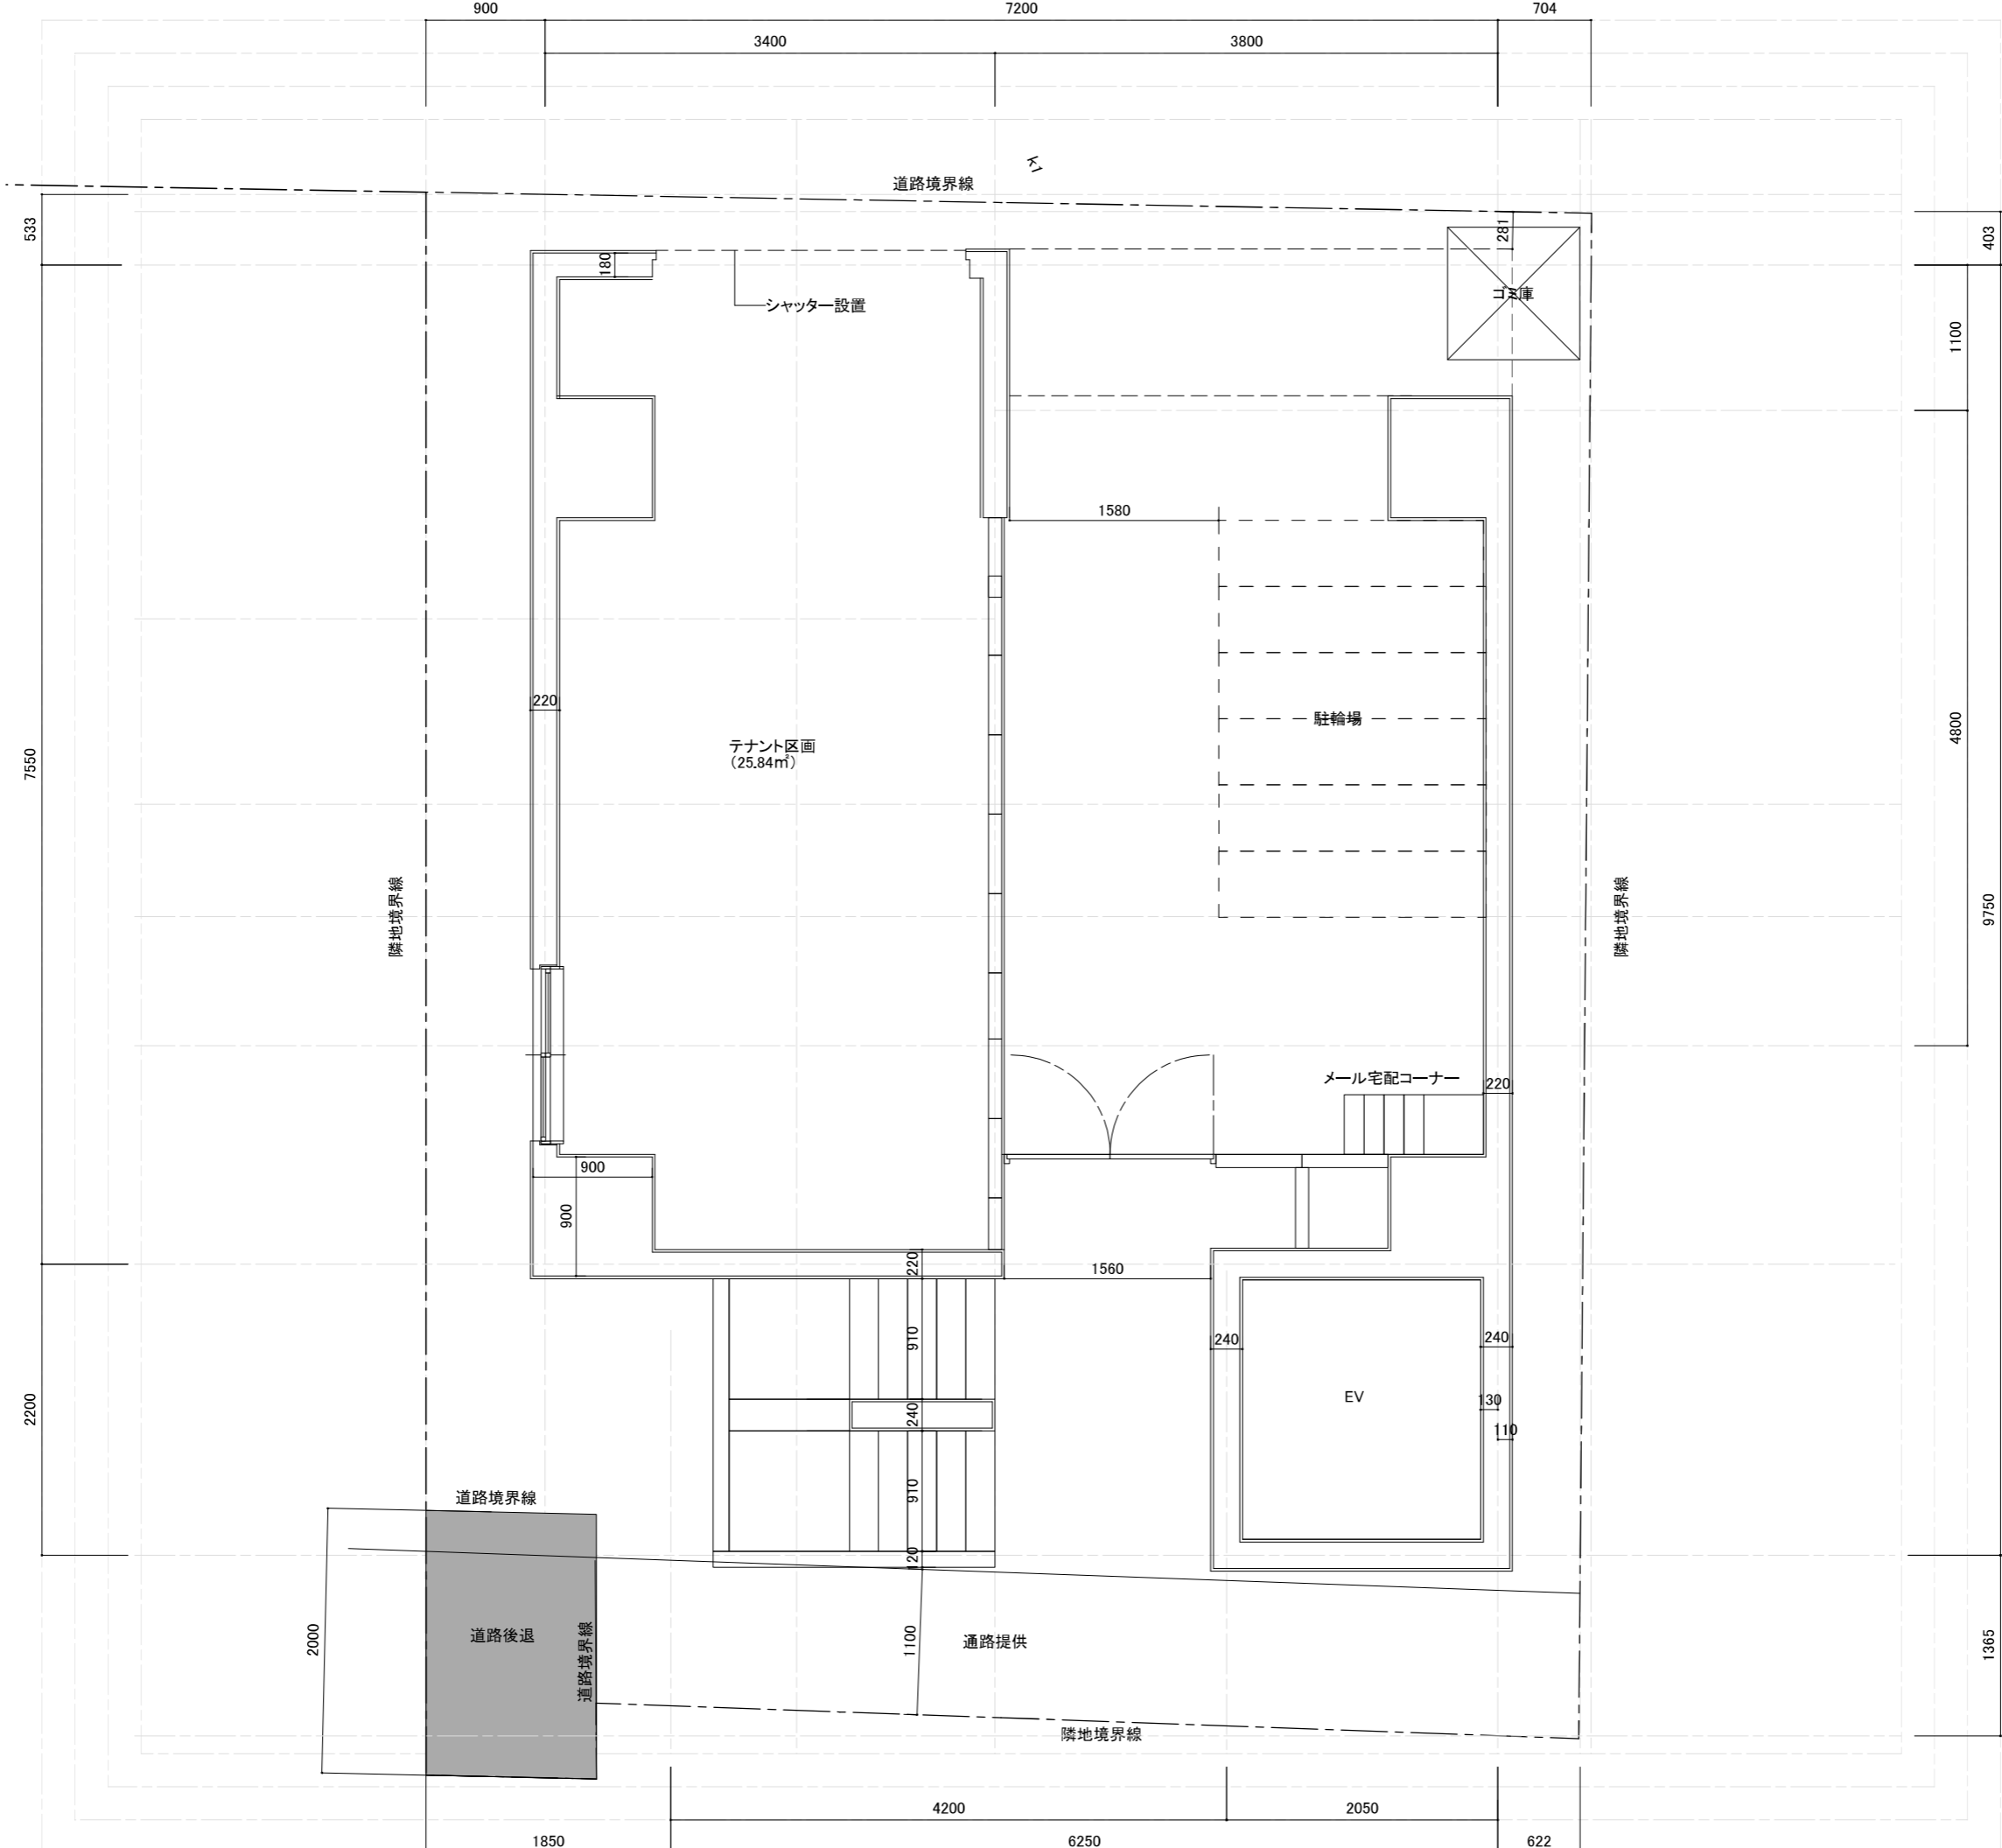 900
7200
704
3400
3800
K1
道路境界線
533
281
403
180
シャッター設置
ゴミ庫
1100
1580
220
駐輪場
テナント区画
(25.84㎡)
7550
4800
隣地境界線
隣地境界線
9750
メール宅配コーナー
220
900
900
220
1560
910
240
240
EV
130
240
110
2200
910
道路境界線
120
2000
道路後退
道路境界線
1100
通路提供
1365
隣地境界線
4200
2050
1850
6250
622